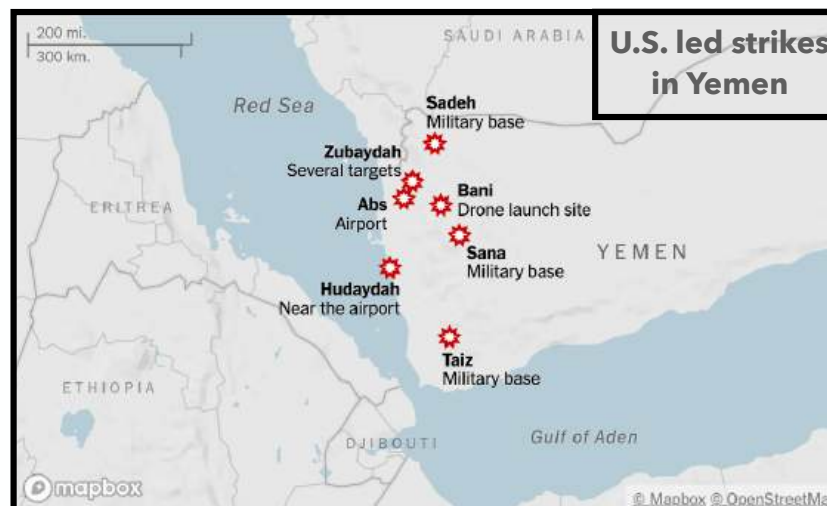 200 mi.
300 km.
SAUDI ARABIA
U.S. led strikes
in Yemen
Red Sea
Sadeh
Military base
Zubaydah
Several targets
Abs
Airport
Bani
Drone launch site
ERITREA
Sana
Military base
YEMEN
Hudaydah
Near the airport
Taiz
Military base
ETHIOPIA
DJIBOUTI
Gulf of Aden
mapbox
© Mapbox © OpenStreetMa